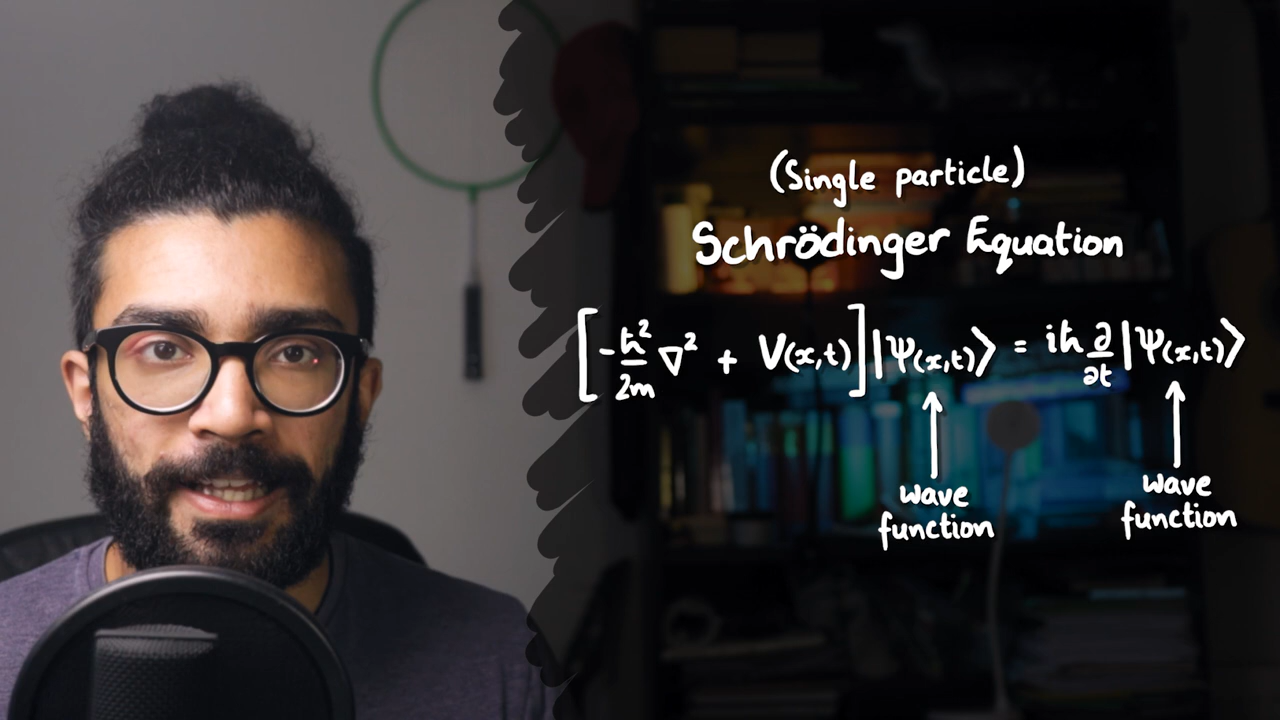 (Single particle)
Schrödinger Equation
[-ℏ²/2m ∇² + V(x,t)]|Ψ(x,t)⟩ = iℏ ∂/∂t |Ψ(x,t)⟩
wave
function
wave
function